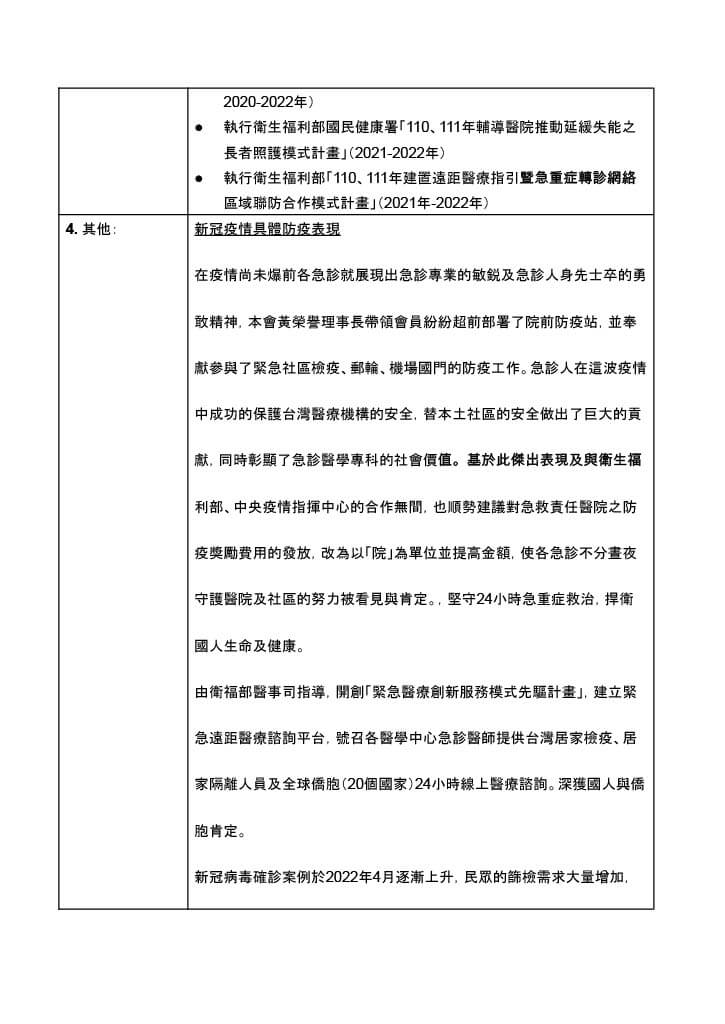 2020-2022年）
● 執行衛生福利部國民健康署「110、111年輔導醫院推動延緩失能之
長者照護模式計畫」（2021-2022年）
● 執行衛生福利部「110、111年建置遠距醫療指引暨急重症轉診網絡
區域聯防合作模式計畫」（2021年-2022年）
4. 其他：
新冠疫情具體防疫表現
在疫情尚未爆前各急診就展現出急診專業的敏銳及急診人身先士卒的勇
敢精神，本會黃榮譽理事長帶領會員紛紛超前部署了院前防疫站，並奉
獻參與了緊急社區檢疫、郵輪、機場國門的防疫工作。急診人在這波疫情
中成功的保護台灣醫療機構的安全，替本土社區的安全做出了巨大的貢
獻，同時彰顯了急診醫學專科的社會價值。基於此傑出表現及與衛生福
利部、中央疫情指揮中心的合作無間，也順勢建議對急救責任醫院之防
疫獎勵費用的發放，改為以「院」為單位並提高金額，使各急診不分晝夜
守護醫院及社區的努力被看見與肯定。，堅守24小時急重症救治，捍衛
國人生命及健康。
由衛福部醫事司指導，開創「緊急醫療創新服務模式先驅計畫」，建立緊
急遠距醫療諮詢平台，號召各醫學中心急診醫師提供台灣居家檢疫、居
家隔離人員及全球僑胞（20個國家）24小時線上醫療諮詢。深獲國人與僑
胞肯定。
新冠病毒確診案例於2022年4月逐漸上升，民眾的篩檢需求大量增加，